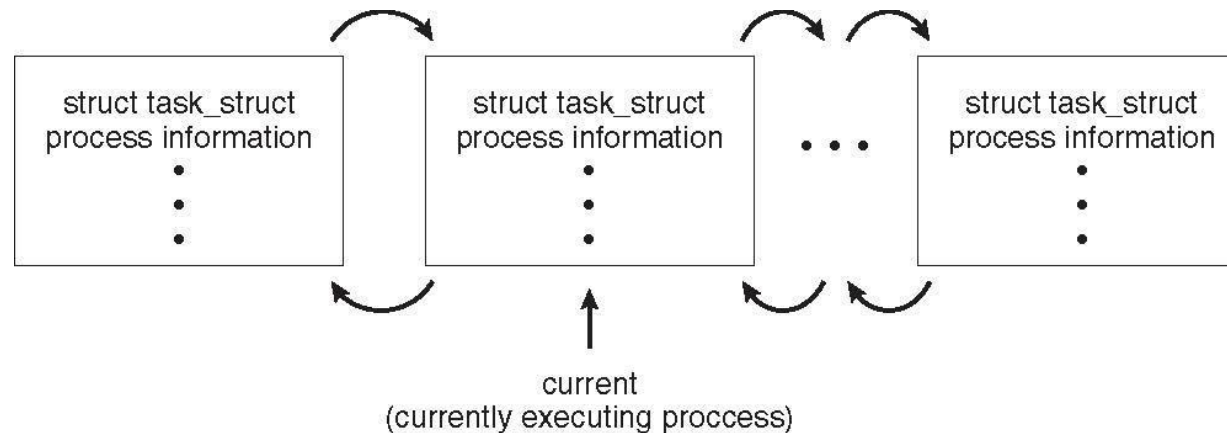 struct task_struct
process information
struct task_struct
process information
struct task_struct
process information
current
(currently executing proccess)